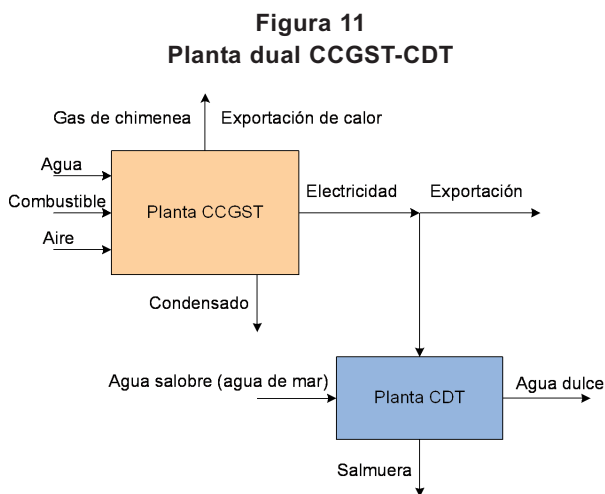 Figura 11
Planta dual CCGST-CDT
Gas de chimenea
Exportación de calor
Agua
Combustible
Aire
Planta CCGST
Electricidad
Exportación
Condensado
Agua salobre (agua de mar)
Planta CDT
Agua dulce
Salmuera